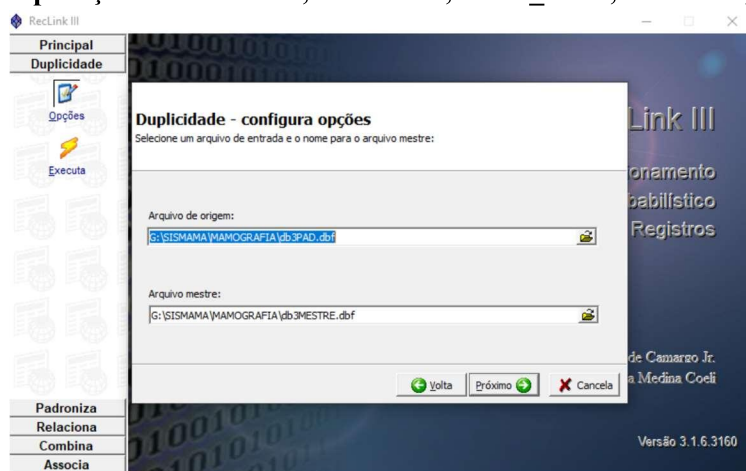 RecLink III
Principal
Duplicidade
Opções
Executa
Duplicidade - configura opções
Selecione um arquivo de entrada e o nome para o arquivo mestre:
Arquivo de origem:
G:\SISMAMA\MAMOGRAFIA\db3PAD.dbf
Arquivo mestre:
G:\SISMAMA\MAMOGRAFIA\db3MESTRE.dbf
Volta
Próximo
Cancela
Link III
onamento
babilístico
Registros
de Camargo Jr.
a Medina Coeli
Padroniza
Relaciona
Combina
Associa
Versão 3.1.6.3160